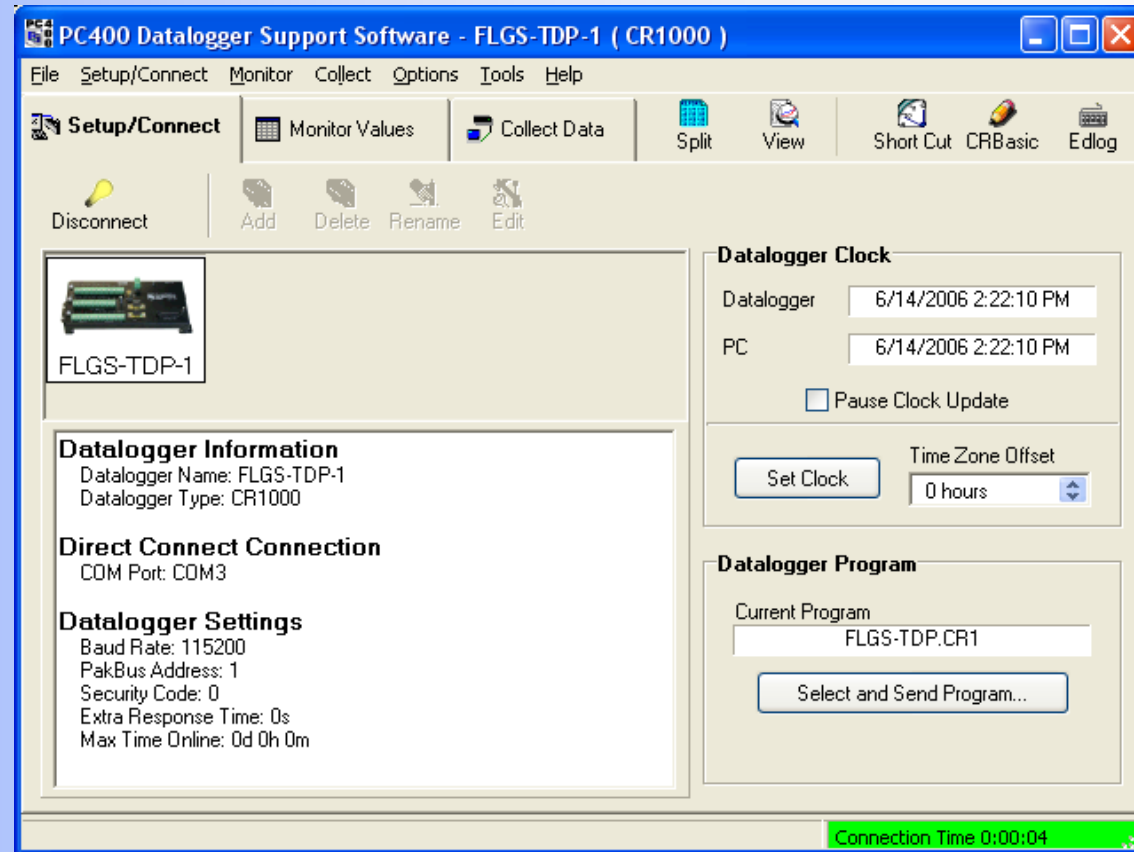 PC400 Datalogger Support Software - FLGS-TDP-1 ( CR1000 )
File Setup/Connect Monitor Collect Options Tools Help
Setup/Connect Monitor Values Collect Data Split View Short Cut CRBasic Edlog
Disconnect Add Delete Rename Edit
FLGS-TDP-1
Datalogger Information
Datalogger Name: FLGS-TDP-1
Datalogger Type: CR1000
Direct Connect Connection
COM Port: COM3
Datalogger Settings
Baud Rate: 115200
PakBus Address: 1
Security Code: 0
Extra Response Time: 0s
Max Time Online: 0d 0h 0m
Datalogger Clock
Datalogger 6/14/2006 2:22:10 PM
PC 6/14/2006 2:22:10 PM
Pause Clock Update
Set Clock
Time Zone Offset
0 hours
Datalogger Program
Current Program
FLGS-TDP.CR1
Select and Send Program...
Connection Time 0:00:04